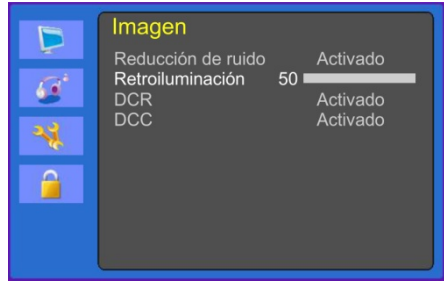 Imagen
Reducción de ruido Activado
Retroiluminación 50
DCR Activado
DCC Activado